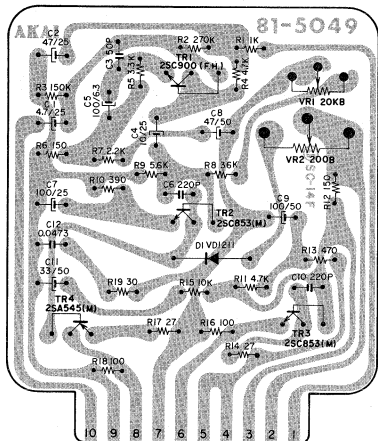 AKAI
81-5049
C2
47/25
C3 50P
R2 270K
R1 1K
TR1
2SC900(F.H.)
R5 3.3K
R4 4.7K
R3 150K
C1
4.7/25
C5
100/6.3
VR1 20KB
C4
10/25
C8
47/50
R6 150
R7 2.2K
VR2 200B
R9 5.6K
R8 36K
R10 390
C6 220P
C7
100/25
R12 150
TR2
2SC853(M)
C9
100/50
C12
0.0473
D1 VD1211
R13 470
C11
33/50
R19 30
R15 10K
R11 4.7K
C10 220P
TR4
2SA545(M)
R17 27
R16 100
TR3
2SC853(M)
R14 27
R18 100
10 9 8 7 6 5 4 3 2 1